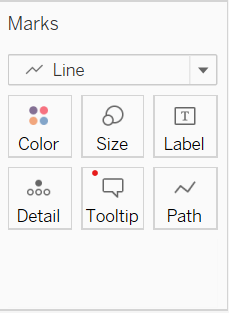 Marks
Line
Color Size Label
Detail Tooltip Path